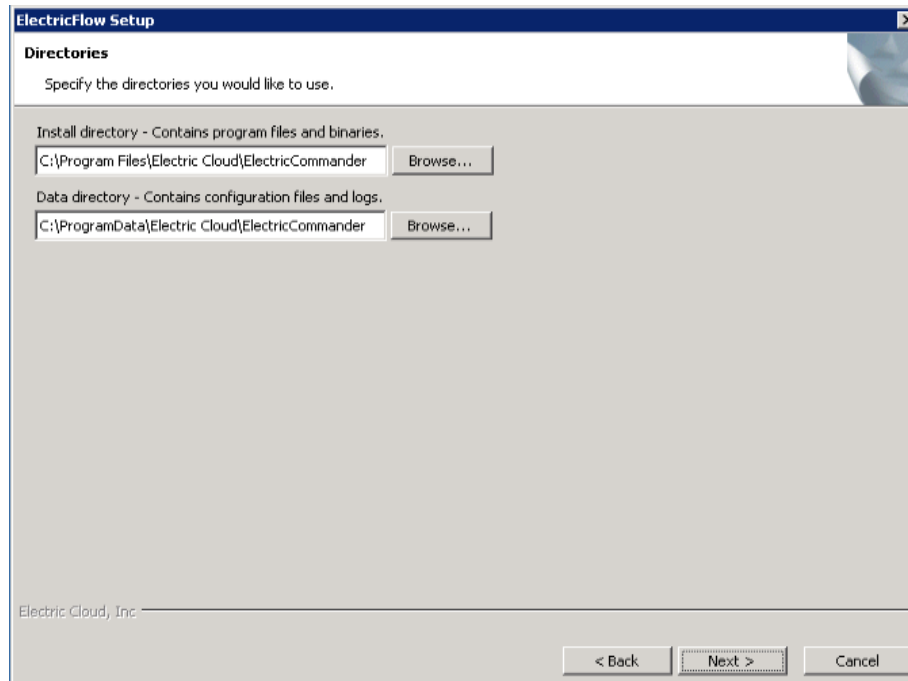 ElectricFlow Setup
Directories
Specify the directories you would like to use.
Install directory - Contains program files and binaries.
C:\Program Files\Electric Cloud\ElectricCommander
Browse...
Data directory - Contains configuration files and logs.
C:\ProgramData\Electric Cloud\ElectricCommander
Browse...
Electric Cloud, Inc
< Back
Next >
Cancel